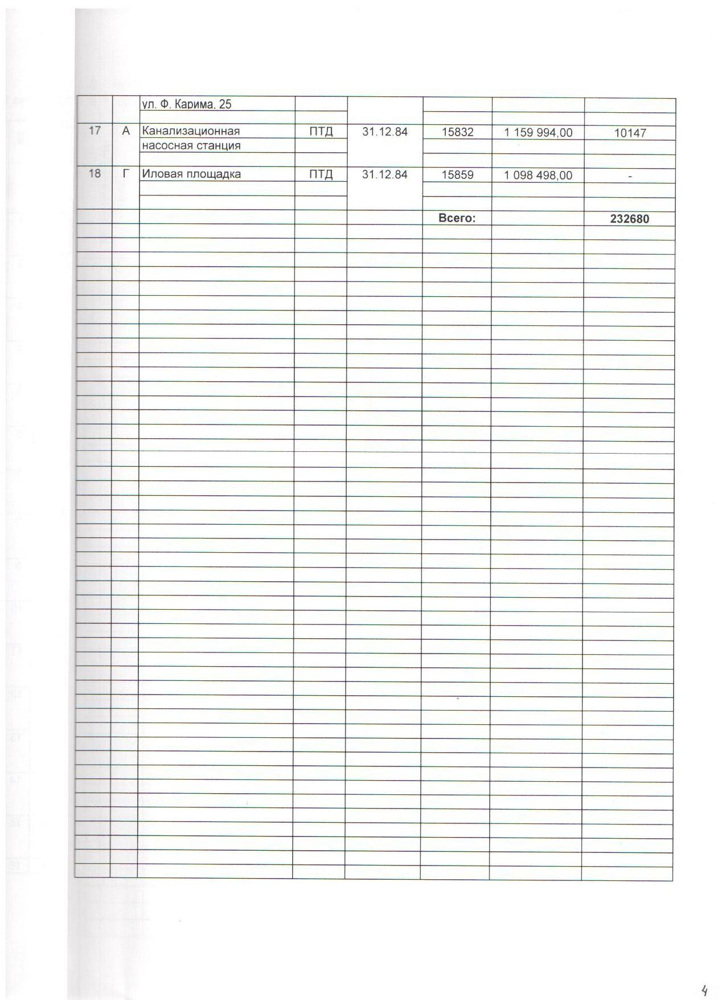 ул. Ф. Карима, 25
17 А Канализационная ПТД 31.12.84 15832 1 159 994,00 10147
насосная станция
18 Г Иловая площадка ПТД 31.12.84 15859 1 098 498,00 -
Всего: 232680
4